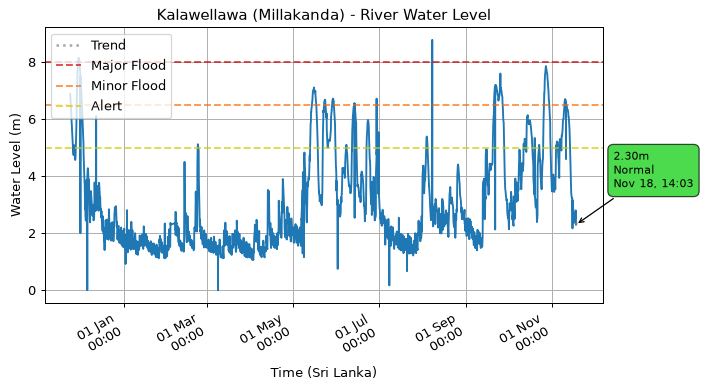 Kalawellawa (Millakanda) - River Water Level
Trend
Major Flood
Minor Flood
Alert
Water Level (m)
8
6
4
2
0
2.30m
Normal
Nov 18, 14:03
01 Jan
00:00
01 Mar
00:00
01 May
00:00
01 Jul
00:00
01 Sep
00:00
01 Nov
00:00
Time (Sri Lanka)